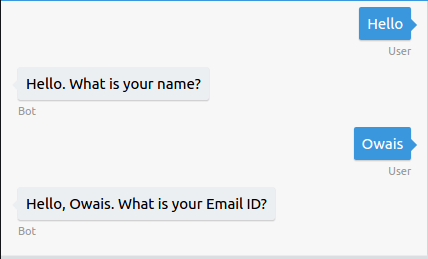 Hello
User
Hello. What is your name?
Bot
Owais
User
Hello, Owais. What is your Email ID?
Bot